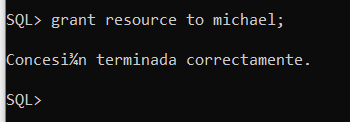 SQL> grant resource to michael;
Concesi¾n terminada correctamente.
SQL>